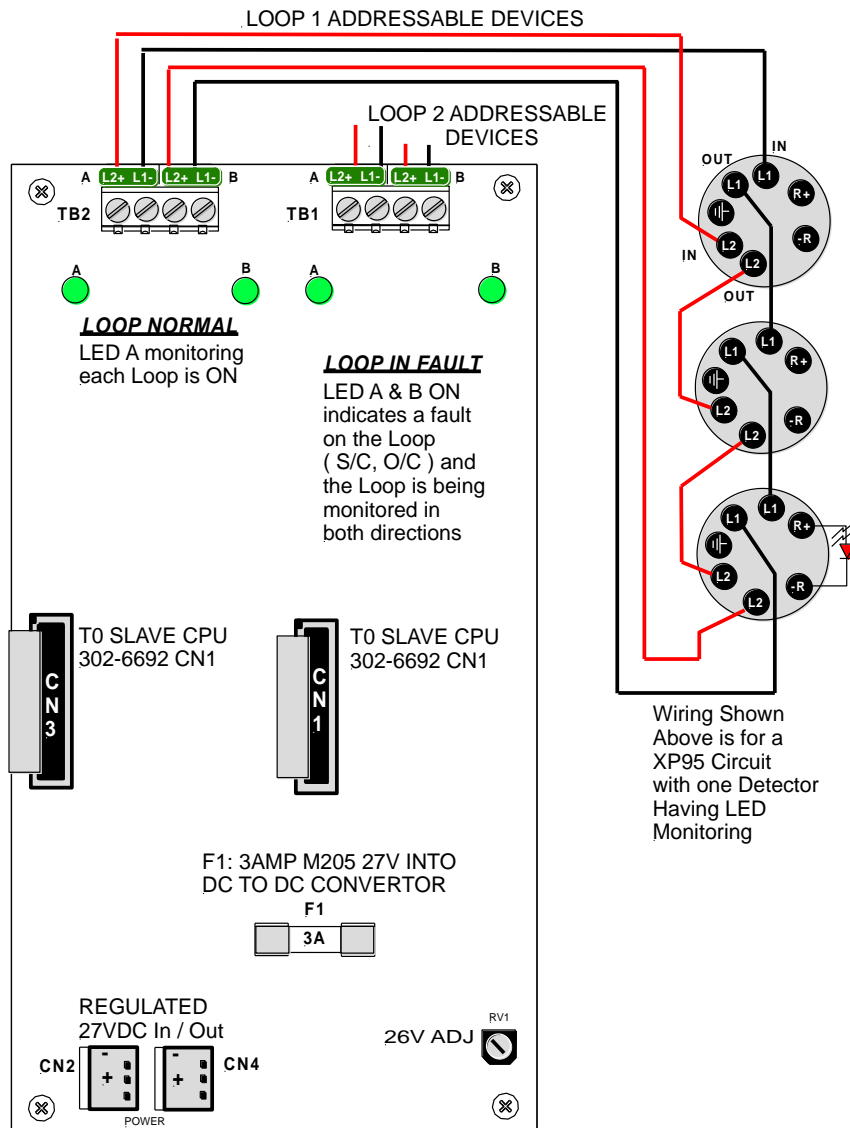 LOOP 1 ADDRESSABLE DEVICES
LOOP 2 ADDRESSABLE
DEVICES
A L2+ L1- L2+ L1- B
A L2+ L1- L2+ L1- B
TB2
TB1
A B
A B
LOOP NORMAL
LED A monitoring
each Loop is ON
LOOP IN FAULT
LED A & B ON
indicates a fault
on the Loop
( S/C, O/C ) and
the Loop is being
monitored in
both directions
OUT IN
L1 L1 R+
L2 -R
IN L2
OUT
L1 L1 R+
L2 -R
L2
L1 L1 R+
L2 -R
L2
T0 SLAVE CPU
302-6692 CN1
CN3
T0 SLAVE CPU
302-6692 CN1
CN1
Wiring Shown
Above is for a
XP95 Circuit
with one Detector
Having LED
Monitoring
F1: 3AMP M205 27V INTO
DC TO DC CONVERTOR
F1
3A
REGULATED
27VDC In / Out
CN2 - + - + CN4
POWER
RV1
26V ADJ